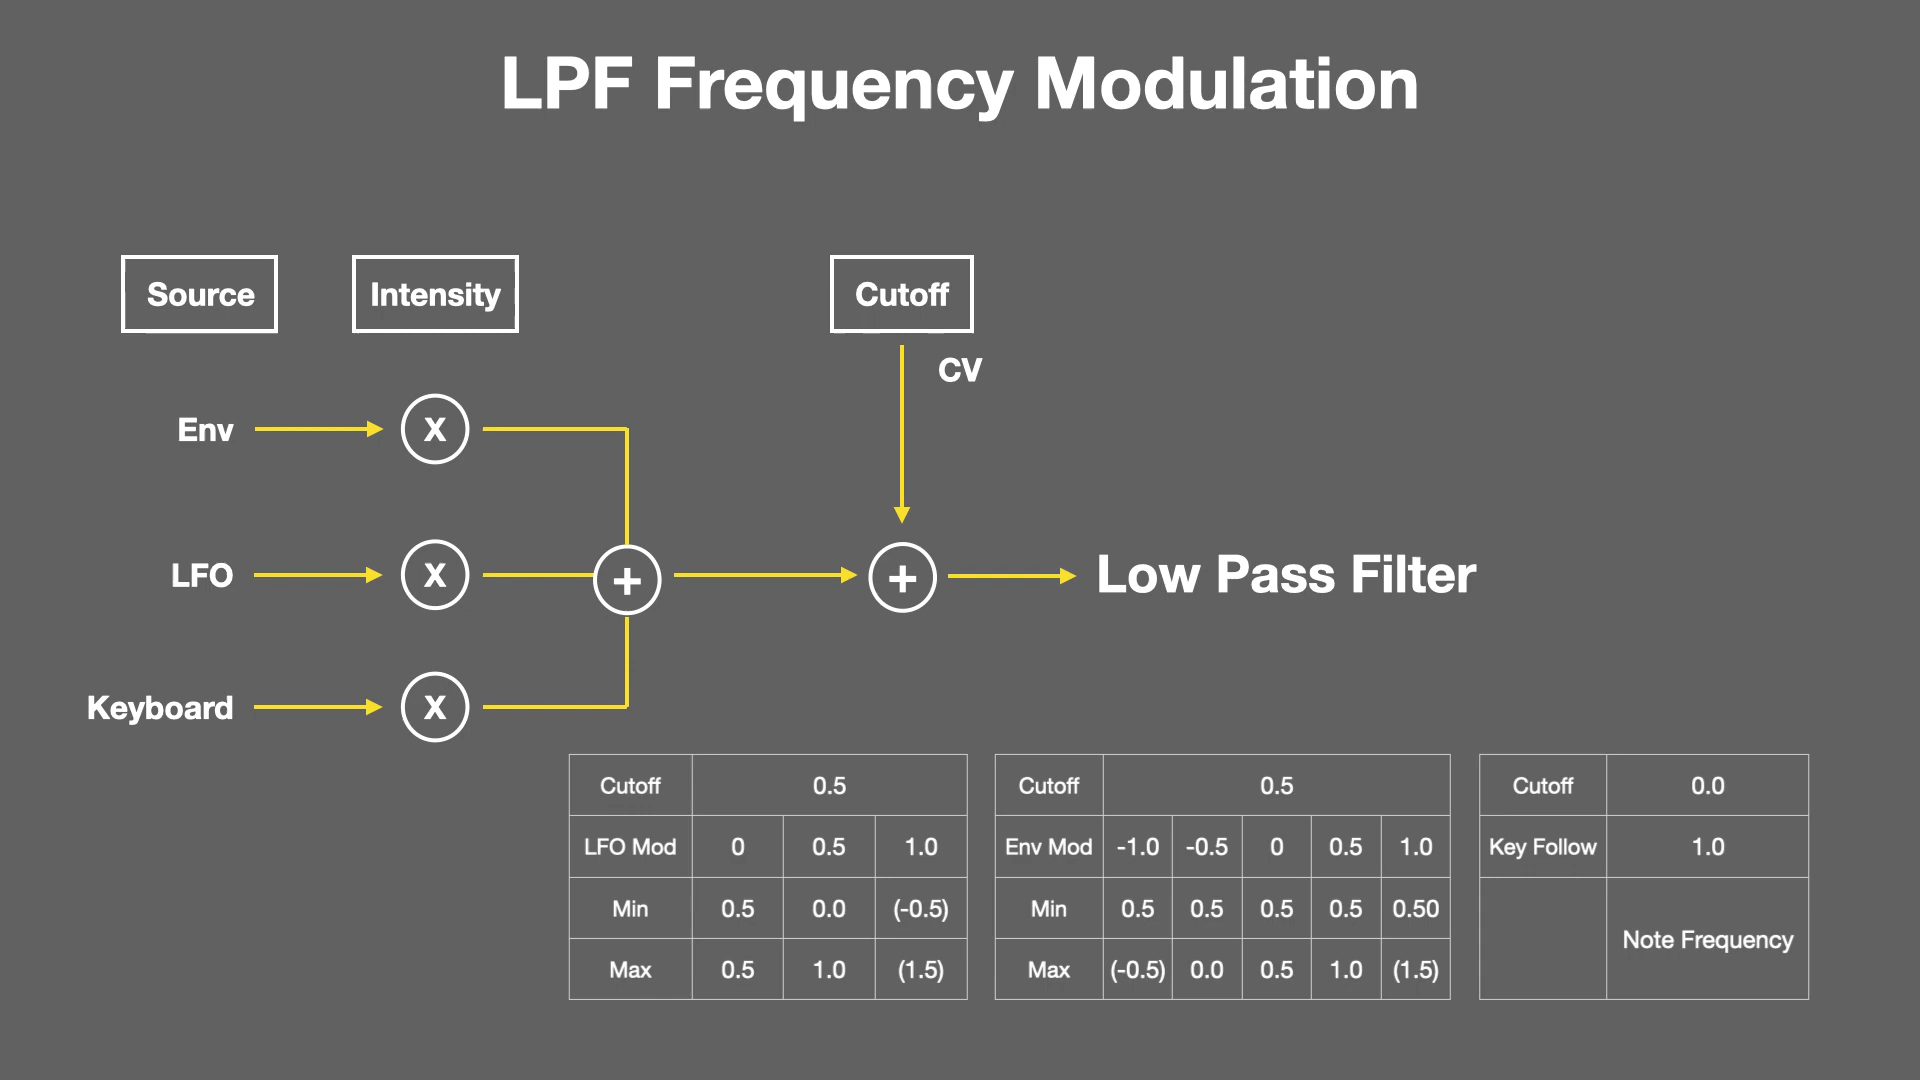 LPF Frequency Modulation
Source Intensity Cutoff
CV
Env X
LFO X + + Low Pass Filter
Keyboard X
Cutoff 0.5
LFO Mod 0 0.5 1.0
Min 0.5 0.0 (-0.5)
Max 0.5 1.0 (1.5)
Cutoff 0.5
Env Mod -1.0 -0.5 0 0.5 1.0
Min 0.5 0.5 0.5 0.5 0.50
Max (-0.5) 0.0 0.5 1.0 (1.5)
Cutoff 0.0
Key Follow 1.0
Note Frequency